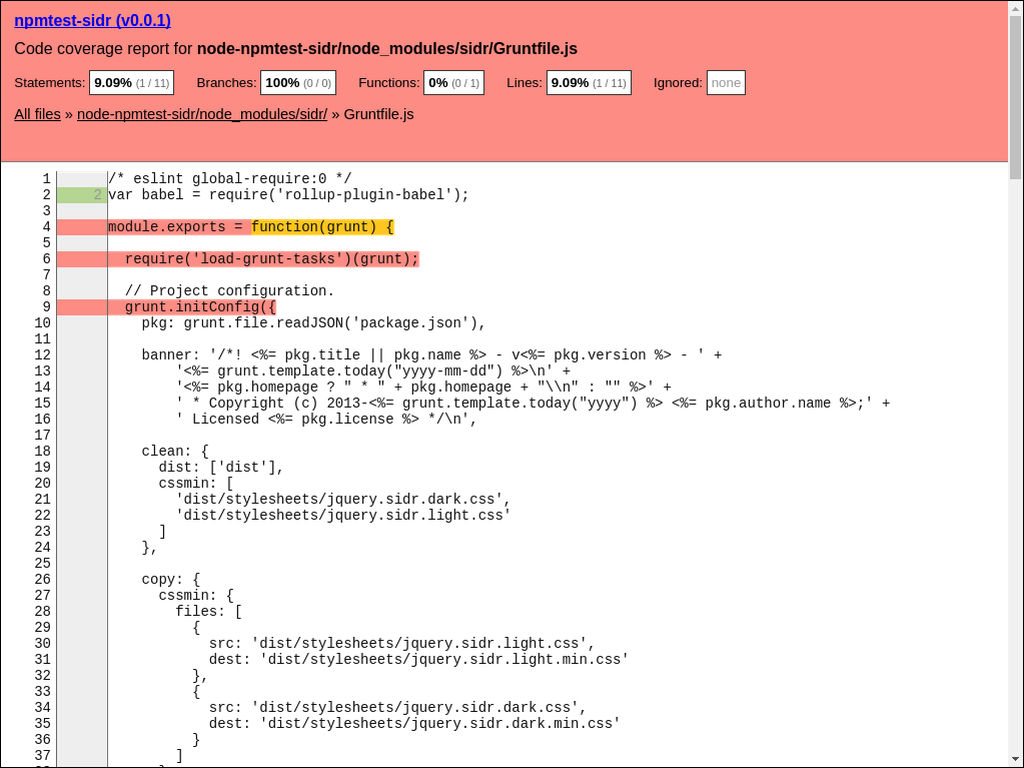 npmtest-sidr (v0.0.1)
Code coverage report for node-npmtest-sidr/node_modules/sidr/Gruntfile.js
Statements: 9.09% (1 / 11) Branches: 100% (0 / 0) Functions: 0% (0 / 1) Lines: 9.09% (1 / 11) Ignored: none
All files » node-npmtest-sidr/node_modules/sidr/ » Gruntfile.js
1 /* eslint global-require:0 */
2 2 var babel = require('rollup-plugin-babel');
3
4 module.exports = function(grunt) {
5
6   require('load-grunt-tasks')(grunt);
7
8   // Project configuration.
9   grunt.initConfig({
10     pkg: grunt.file.readJSON('package.json'),
11
12     banner: '/*! <%= pkg.title || pkg.name %> - v<%= pkg.version %> - ' +
13         '<%= grunt.template.today("yyyy-mm-dd") %>\n' +
14         '<%= pkg.homepage ? " * " + pkg.homepage + "\\n" : "" %>' +
15         ' * Copyright (c) 2013-<%= grunt.template.today("yyyy") %> <%= pkg.author.name %>;' +
16         ' Licensed <%= pkg.license %> */\n',
17
18     clean: {
19       dist: ['dist'],
20       cssmin: [
21         'dist/stylesheets/jquery.sidr.dark.css',
22         'dist/stylesheets/jquery.sidr.light.css'
23       ]
24     },
25
26     copy: {
27       cssmin: {
28         files: [
29           {
30             src: 'dist/stylesheets/jquery.sidr.light.css',
31             dest: 'dist/stylesheets/jquery.sidr.light.min.css'
32           },
33           {
34             src: 'dist/stylesheets/jquery.sidr.dark.css',
35             dest: 'dist/stylesheets/jquery.sidr.dark.min.css'
36           }
37         ]